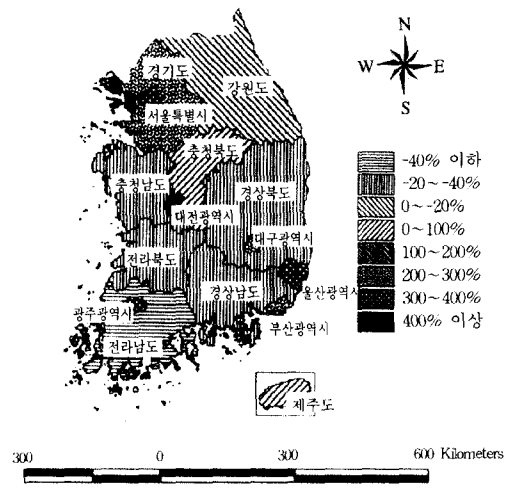 N
W E
S
경기도
강원도
서울특별시
충청북도
충청남도
경상북도
대전광역시
대구광역시
전라북도
경상남도
울산광역시
광주광역시
부산광역시
전라남도
제주도
-40% 이하
-20~-40%
0~-20%
0~100%
100~200%
200~300%
300~400%
400% 이상
300 0 300 600 Kilometers